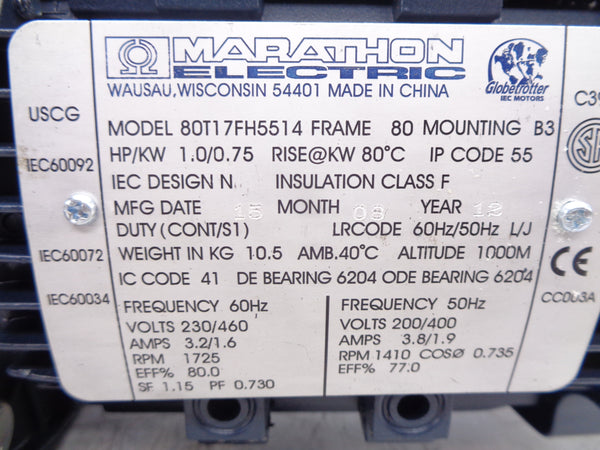 MARATHON
ELECTRIC
WAUSAU, WISCONSIN 54401 MADE IN CHINA
Globetrotter
IEC MOTORS
USCG
IEC60092
IEC60072
IEC60034
MODEL 80T17FH5514 FRAME 80 MOUNTING B3
HP/KW 1.0/0.75 RISE@KW 80°C IP CODE 55
IEC DESIGN N INSULATION CLASS F
MFG DATE 15 MONTH 08 YEAR 12
DUTY (CONT/S1) LRCODE 60Hz/50Hz L/J
WEIGHT IN KG 10.5 AMB.40°C ALTITUDE 1000M
IC CODE 41 DE BEARING 6204 ODE BEARING 6204
FREQUENCY 60Hz
VOLTS 230/460
AMPS 3.2/1.6
RPM 1725
EFF% 80.0
SF 1.15 PF 0.730
FREQUENCY 50Hz
VOLTS 200/400
AMPS 3.8/1.9
RPM 1410 COSØ 0.735
EFF% 77.0
CE